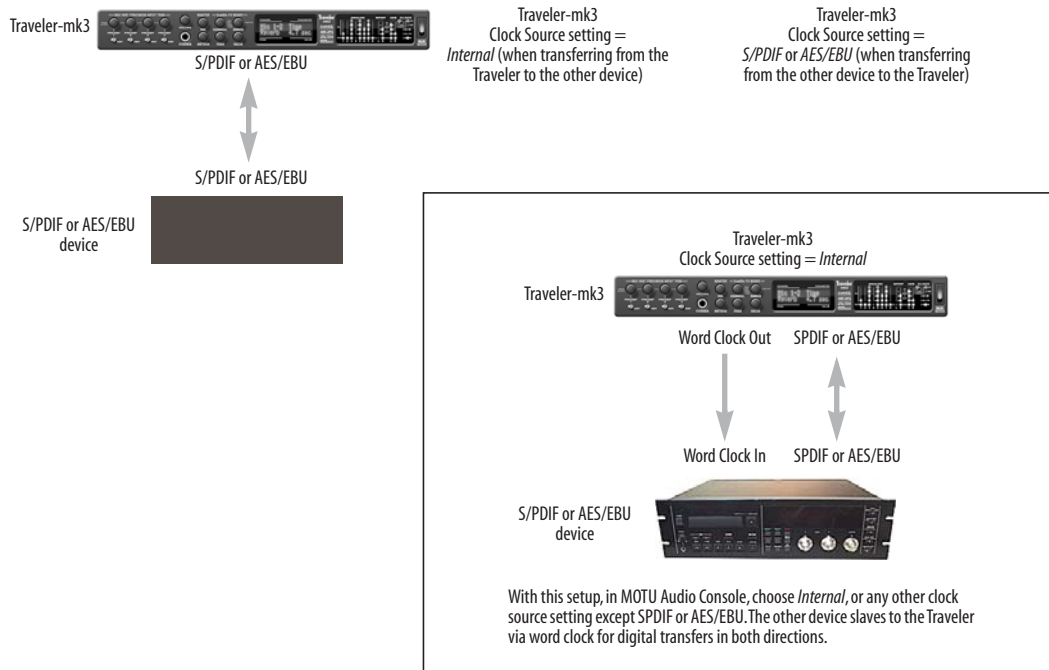 Traveler-mk3
S/PDIF or AES/EBU
S/PDIF or AES/EBU
S/PDIF or AES/EBU
device
Traveler-mk3
Clock Source setting =
Internal (when transferring from the
Traveler to the other device)
Traveler-mk3
Clock Source setting =
S/PDIF or AES/EBU (when transferring
from the other device to the Traveler)
Traveler-mk3
Clock Source setting = Internal
Traveler-mk3
Word Clock Out SPDIF or AES/EBU
Word Clock In SPDIF or AES/EBU
S/PDIF or AES/EBU
device
With this setup, in MOTU Audio Console, choose Internal, or any other clock
source setting except SPDIF or AES/EBU. The other device slaves to the Traveler
via word clock for digital transfers in both directions.